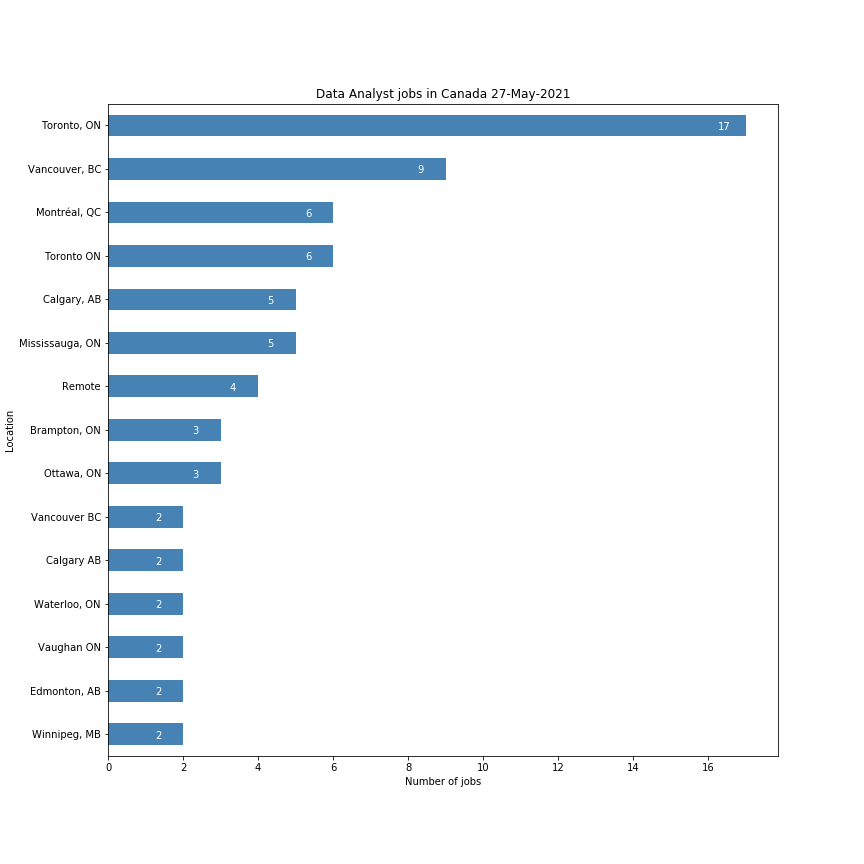 Data Analyst jobs in Canada 27-May-2021
Toronto, ON 17
Vancouver, BC 9
Montréal, QC 6
Toronto ON 6
Calgary, AB 5
Mississauga, ON 5
Remote 4
Brampton, ON 3
Ottawa, ON 3
Vancouver BC 2
Calgary AB 2
Waterloo, ON 2
Vaughan ON 2
Edmonton, AB 2
Winnipeg, MB 2
Location
0 2 4 6 8 10 12 14 16
Number of jobs